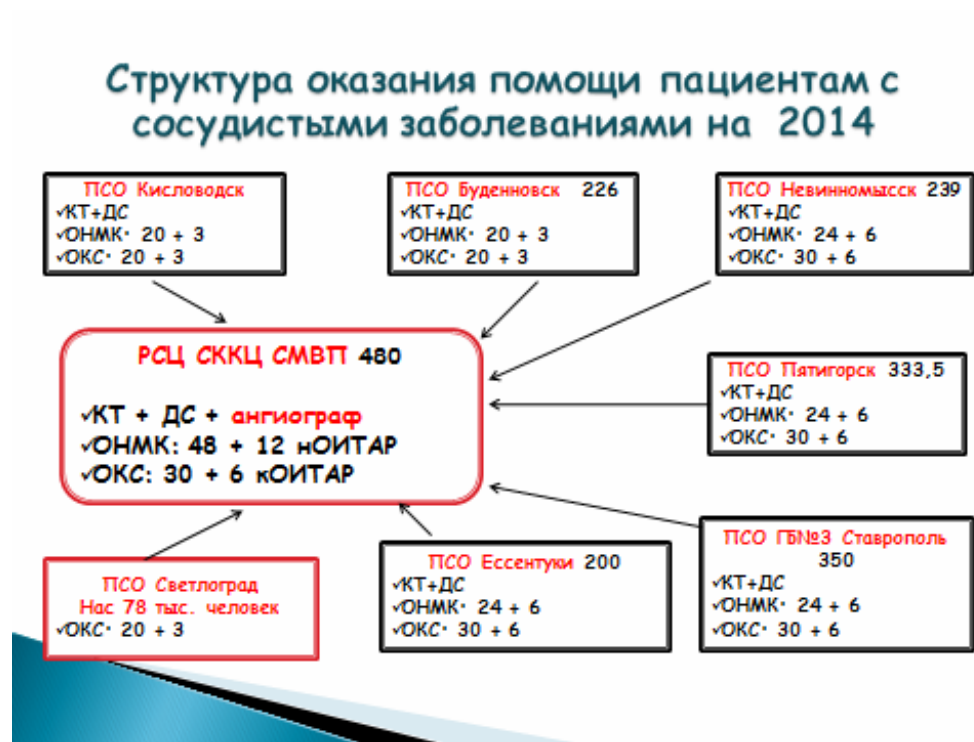 Структура оказания помощи пациентам с
сосудистыми заболеваниями на 2014
ПСО Кисловодск
✓КТ+ДС
✓ОНМК· 20 + 3
✓ОКС· 20 + 3
ПСО Буденновск 226
✓КТ+ДС
✓ОНМК· 20 + 3
✓ОКС· 20 + 3
ПСО Невинномысск 239
✓КТ+ДС
✓ОНМК· 24 + 6
✓ОКС· 30 + 6
РСЦ СККЦ СМВП 480
✓КТ + ДС + ангиограф
✓ОНМК: 48 + 12 нОИТАР
✓ОКС: 30 + 6 кОИТАР
ПСО Пятигорск 333,5
✓КТ+ДС
✓ОНМК· 24 + 6
✓ОКС· 30 + 6
ПСО Светлоград
Нас 78 тыс. человек
✓ОКС· 20 + 3
ПСО Ессентуки 200
✓КТ+ДС
✓ОНМК· 24 + 6
✓ОКС· 30 + 6
ПСО ГБ№3 Ставрополь
350
✓КТ+ДС
✓ОНМК· 24 + 6
✓ОКС· 30 + 6